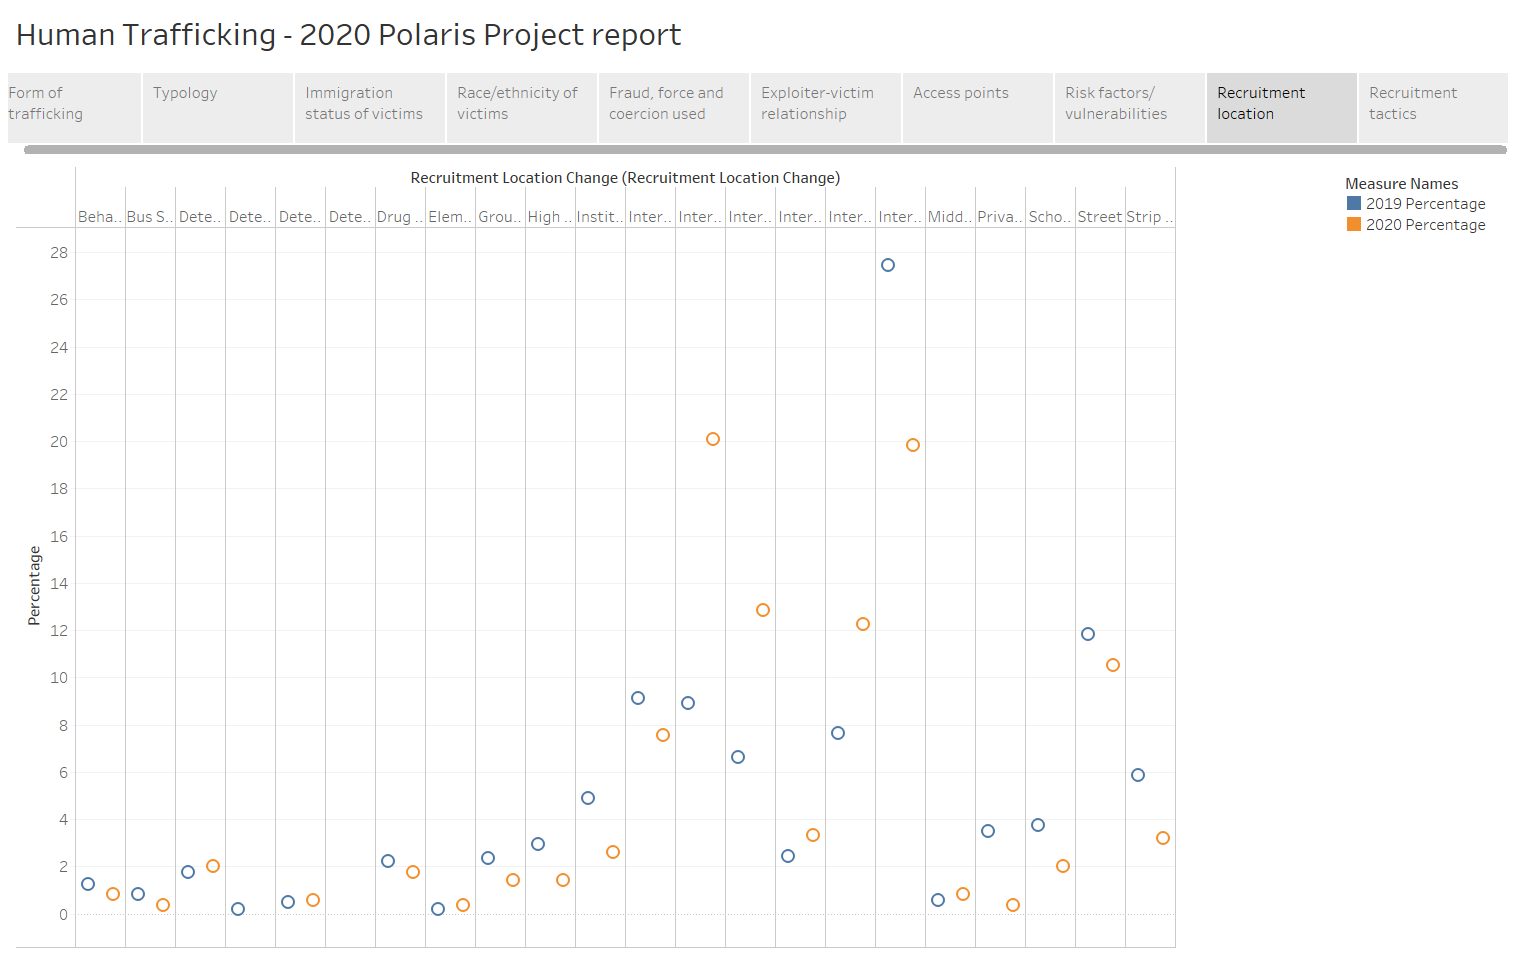 Human Trafficking - 2020 Polaris Project report
Form of trafficking
Typology
Immigration status of victims
Race/ethnicity of victims
Fraud, force and coercion used
Exploiter-victim relationship
Access points
Risk factors/ vulnerabilities
Recruitment location
Recruitment tactics
Recruitment Location Change (Recruitment Location Change)
Beha.. Bus S.. Dete.. Dete.. Dete.. Dete.. Drug .. Elem.. Grou.. High .. Instit.. Inter.. Inter.. Inter.. Inter.. Inter.. Inter.. Midd.. Priva.. Scho.. Street Strip ..
Measure Names
2019 Percentage
2020 Percentage
28
26
24
22
20
18
16
14
12
10
8
6
4
2
0
Percentage